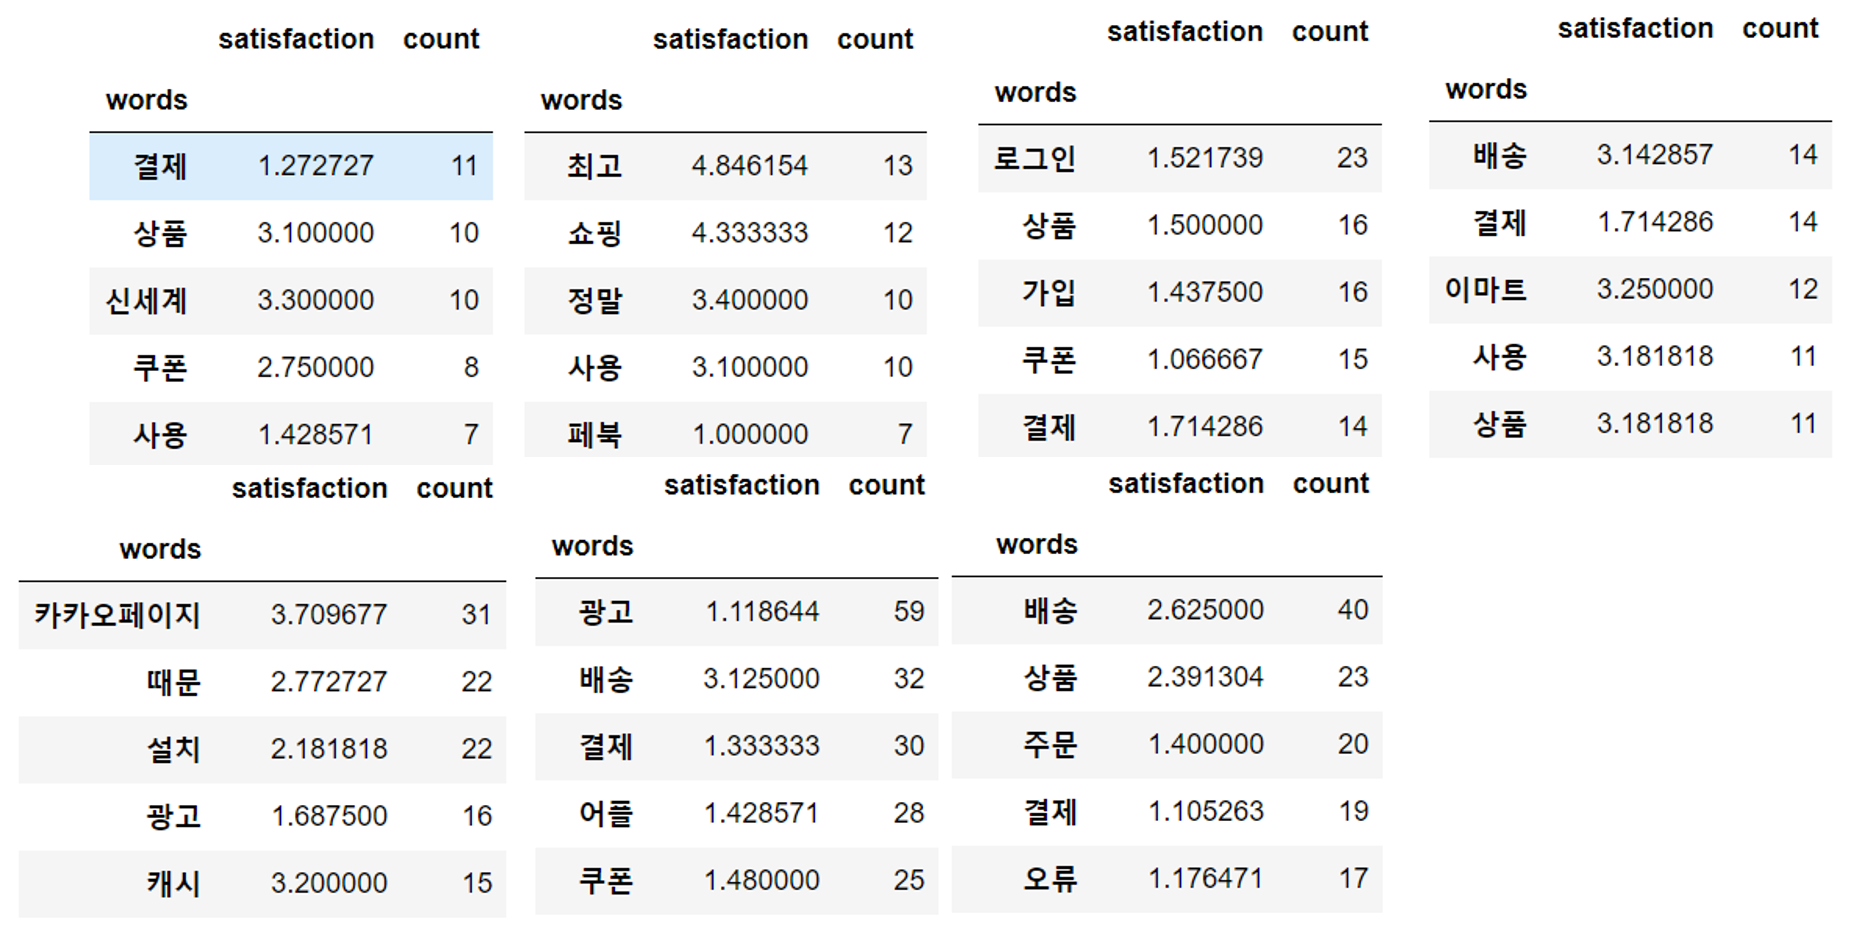 satisfaction count
words
결제 1.272727 11
상품 3.100000 10
신세계 3.300000 10
쿠폰 2.750000 8
사용 1.428571 7
satisfaction count
words
최고 4.846154 13
쇼핑 4.333333 12
정말 3.400000 10
사용 3.100000 10
페북 1.000000 7
satisfaction count
words
로그인 1.521739 23
상품 1.500000 16
가입 1.437500 16
쿠폰 1.066667 15
결제 1.714286 14
satisfaction count
words
배송 3.142857 14
결제 1.714286 14
이마트 3.250000 12
사용 3.181818 11
상품 3.181818 11
satisfaction count
words
카카오페이지 3.709677 31
때문 2.772727 22
설치 2.181818 22
광고 1.687500 16
캐시 3.200000 15
satisfaction count
words
광고 1.118644 59
배송 3.125000 32
결제 1.333333 30
어플 1.428571 28
쿠폰 1.480000 25
satisfaction count
words
배송 2.625000 40
상품 2.391304 23
주문 1.400000 20
결제 1.105263 19
오류 1.176471 17